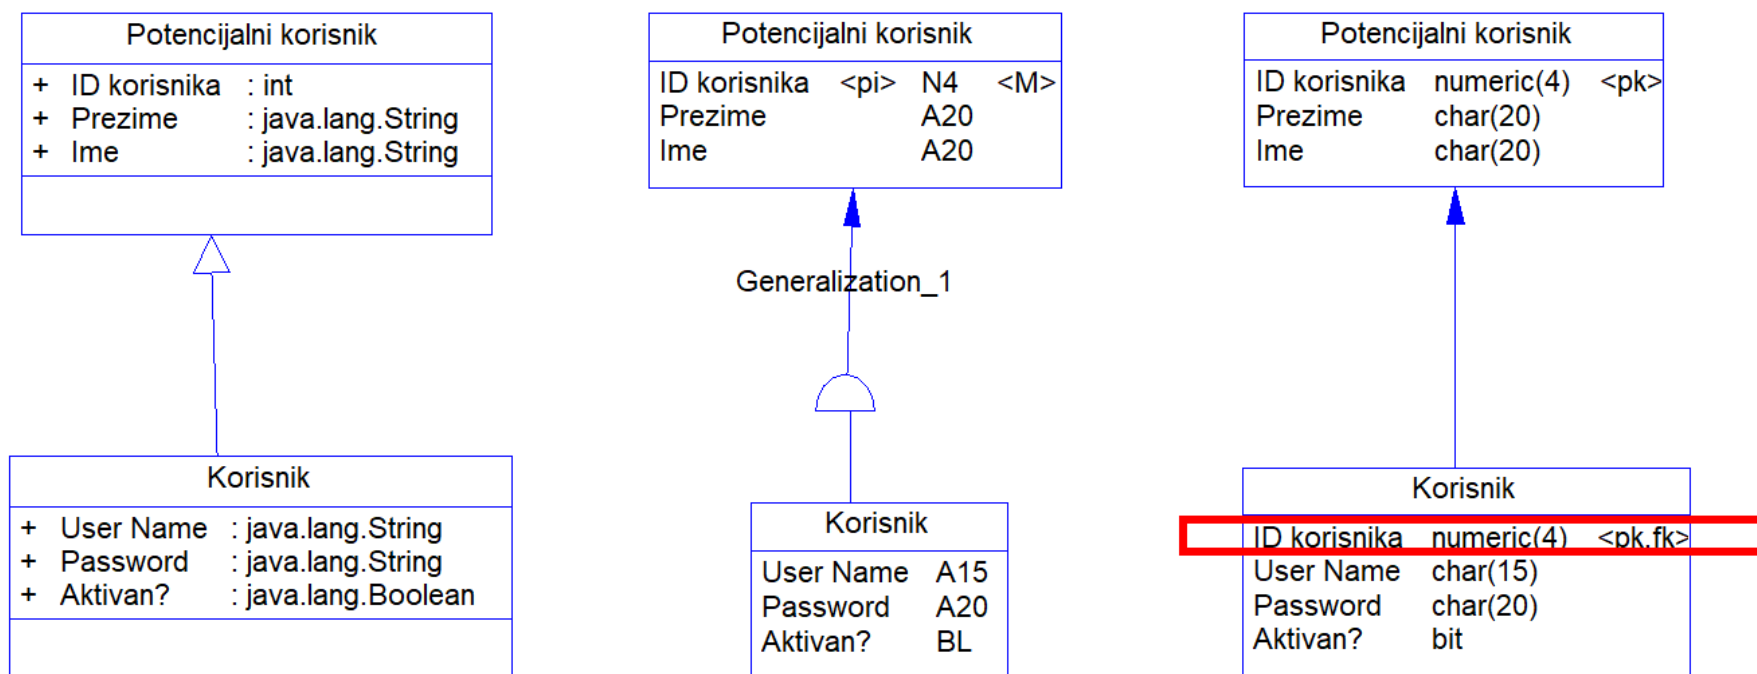 Potencijalni korisnik
+ ID korisnika : int
+ Prezime : java.lang.String
+ Ime : java.lang.String
Korisnik
+ User Name : java.lang.String
+ Password : java.lang.String
+ Aktivan? : java.lang.Boolean
Potencijalni korisnik
ID korisnika <pi> N4 <M>
Prezime A20
Ime A20
Generalization_1
Korisnik
User Name A15
Password A20
Aktivan? BL
Potencijalni korisnik
ID korisnika numeric(4) <pk>
Prezime char(20)
Ime char(20)
Korisnik
ID korisnika numeric(4) <pk,fk>
User Name char(15)
Password char(20)
Aktivan? bit